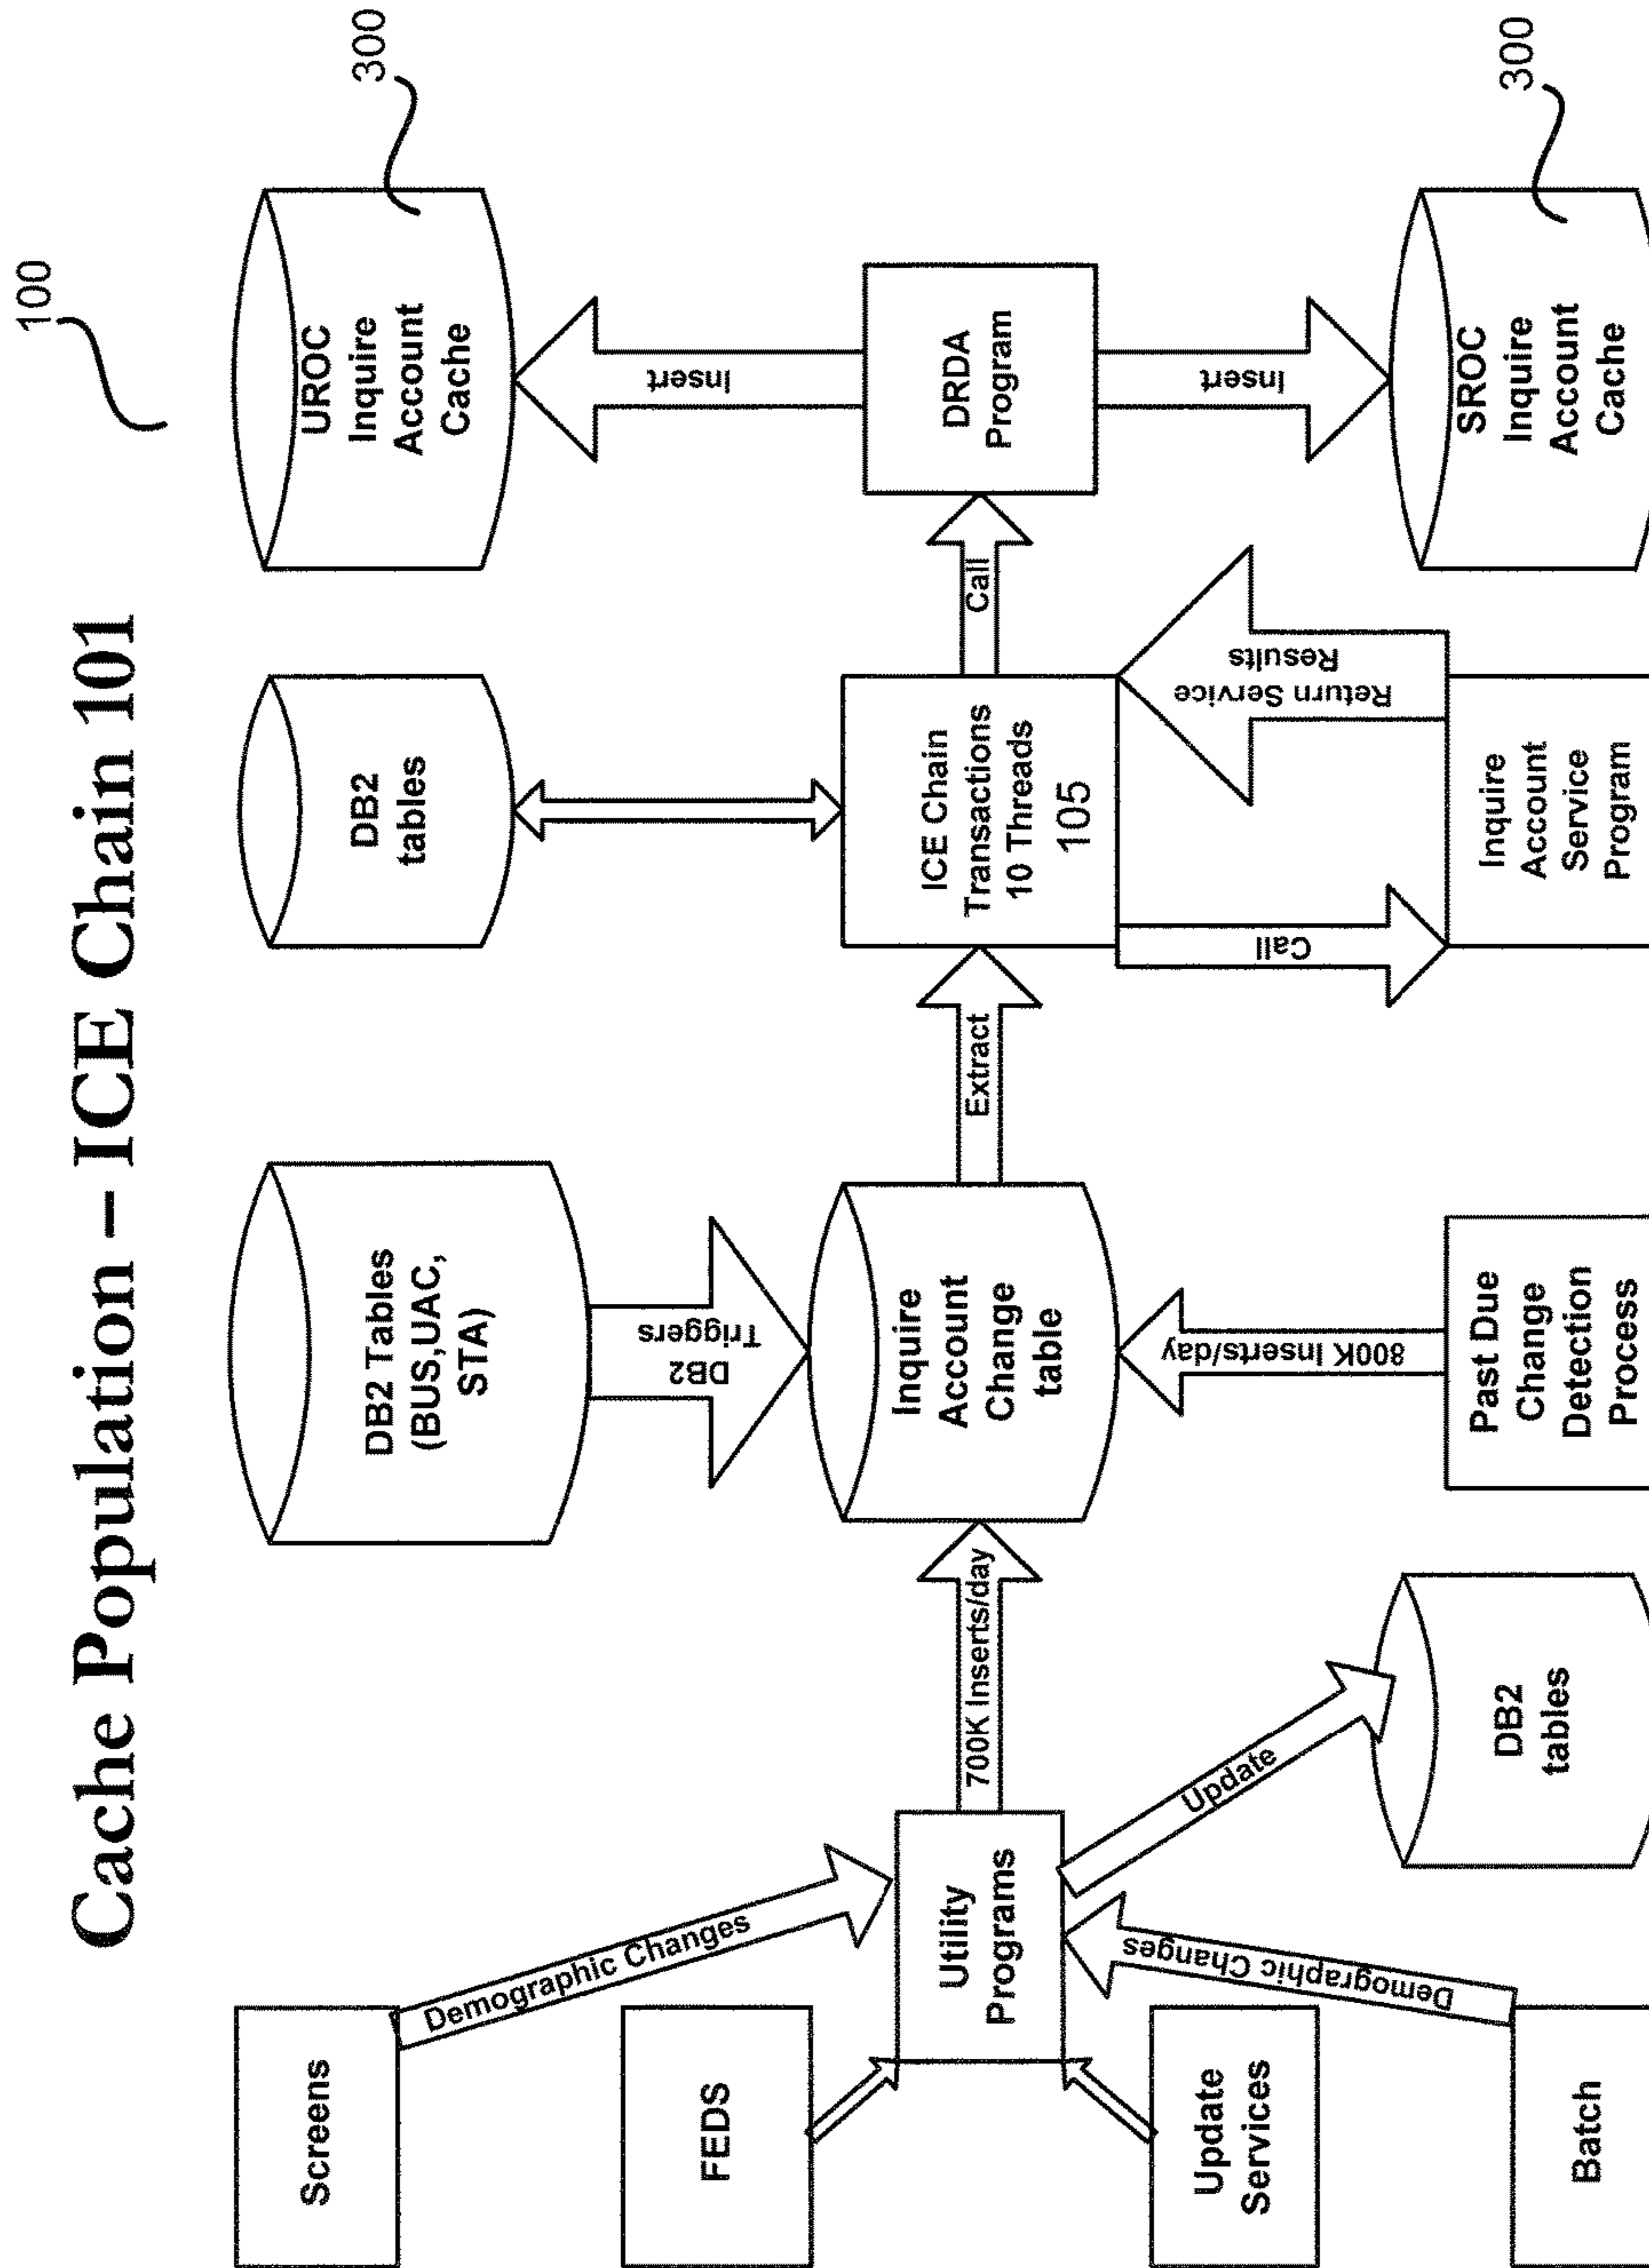 Cache Population – ICE Chain 101
100
Screens
FEDS
Update
Services
Batch
Demographic Changes
Demographic Changes
Utility
Programs
Update
DB2
tables
700K Inserts/day
DB2 Tables
(BUS,UAC,
STA)
DB2
Triggers
Inquire
Account
Change
table
800K Inserts/day
Past Due
Change
Detection
Process
Extract
DB2
tables
ICE Chain
Transactions
10 Threads
105
Call
Return Service
Results
Inquire
Account
Service
Program
Call
DRDA
Program
Insert
Insert
UROC
Inquire
Account
Cache
300
SROC
Inquire
Account
Cache
300